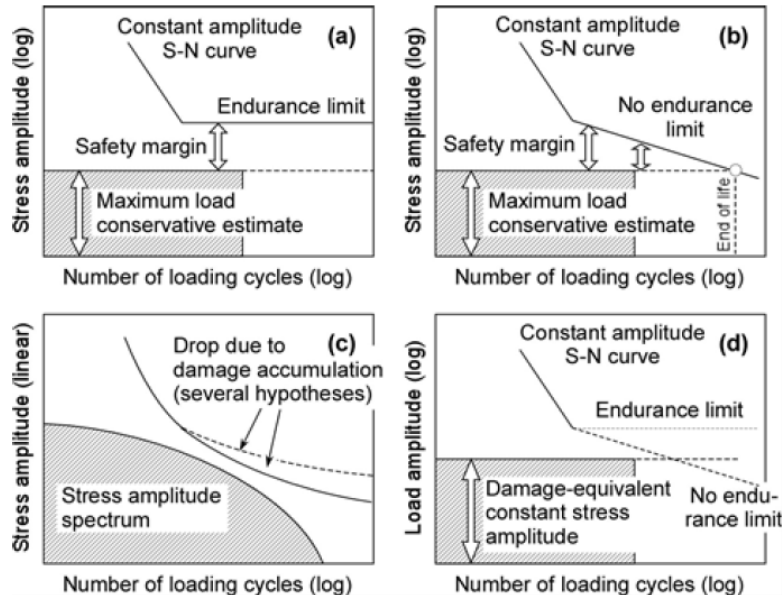 Stress amplitude (log)
Constant amplitude
S-N curve
(a)
Endurance limit
Safety margin
Maximum load
conservative estimate
Number of loading cycles (log)
Stress amplitude (log)
Constant amplitude
S-N curve
(b)
No endurance
limit
Safety margin
Maximum load
conservative estimate
End of life
Number of loading cycles (log)
Stress amplitude (linear)
(c)
Drop due to
damage accumulation
(several hypotheses)
Stress amplitude
spectrum
Number of loading cycles (log)
Load amplitude (log)
Constant amplitude
S-N curve
(d)
Endurance limit
Damage-equivalent
constant stress
amplitude
No endu-
rance limit
Number of loading cycles (log)